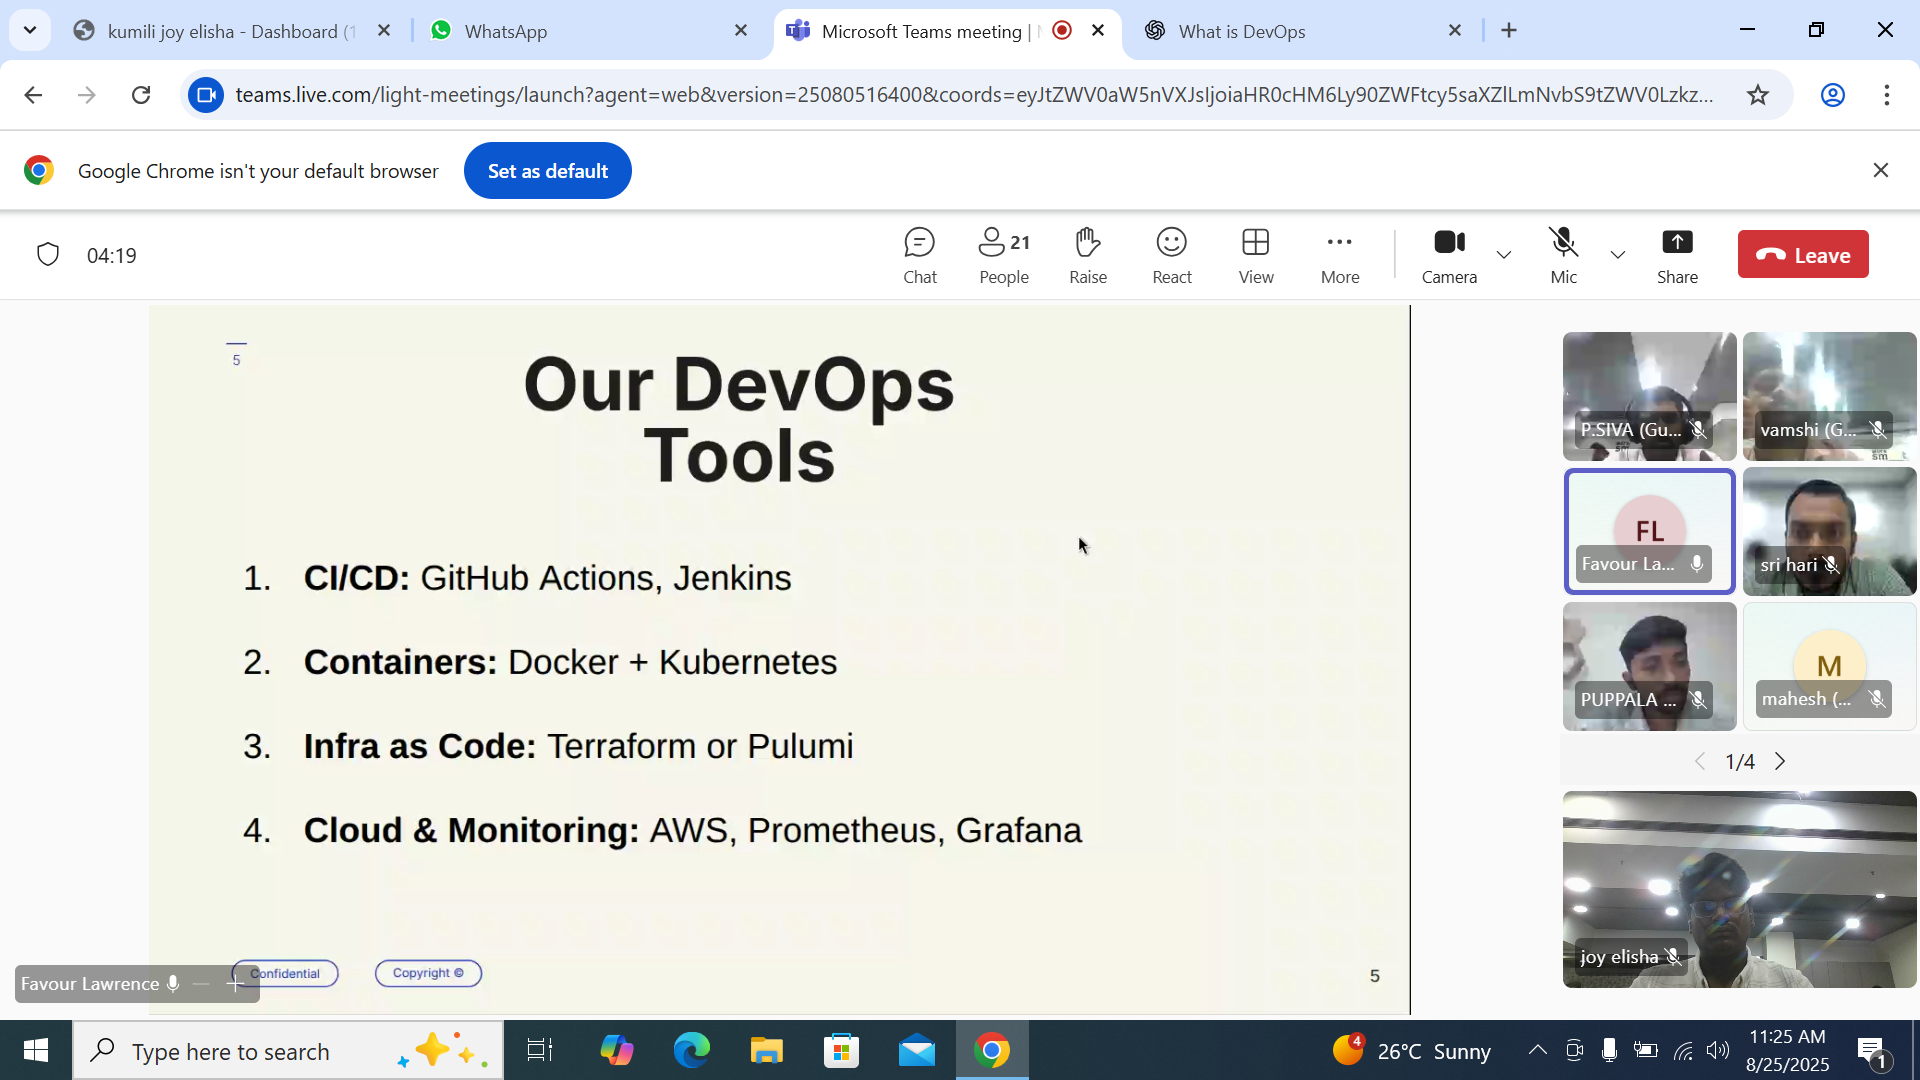 kumili joy elisha - Dashboard (1
WhatsApp
Microsoft Teams meeting |
What is DevOps
teams.live.com/light-meetings/launch?agent=web&version=25080516400&coords=eyJtZWV0aW5nVXJsIjoiaHR0cHM6Ly90ZWFtcy5saXZlLmNvbS9tZWV0Lzkz...
Google Chrome isn't your default browser
Set as default
04:19
21
Chat
People
Raise
React
View
More
Camera
Mic
Share
Leave
5
Our DevOps
Tools
1. CI/CD: GitHub Actions, Jenkins
2. Containers: Docker + Kubernetes
3. Infra as Code: Terraform or Pulumi
4. Cloud & Monitoring: AWS, Prometheus, Grafana
Confidential
Copyright ©
5
Favour Lawrence
P.SIVA (Gu...
vamshi (G...
FL
Favour La...
sri hari
PUPPALA ...
M
mahesh (...
1/4
joy elisha
Type here to search
4
26°C Sunny
11:25 AM
8/25/2025
1